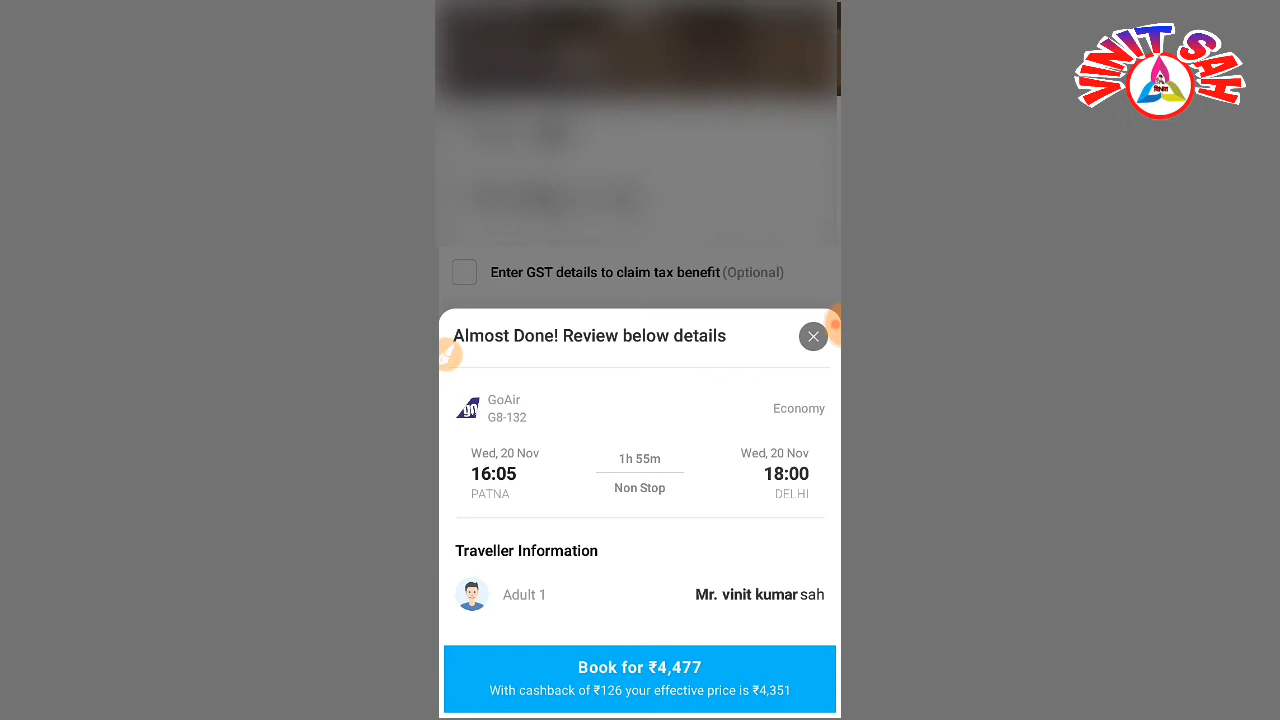 VINIT SAH
विनीत
Enter GST details to claim tax benefit (Optional)
Almost Done! Review below details
GoAir
G8-132
Economy
Wed, 20 Nov
1h 55m
Wed, 20 Nov
16:05
18:00
PATNA
Non Stop
DELHI
Traveller Information
Adult 1
Mr. vinit kumar sah
Book for ₹4,477
With cashback of ₹126 your effective price is ₹4,351
go